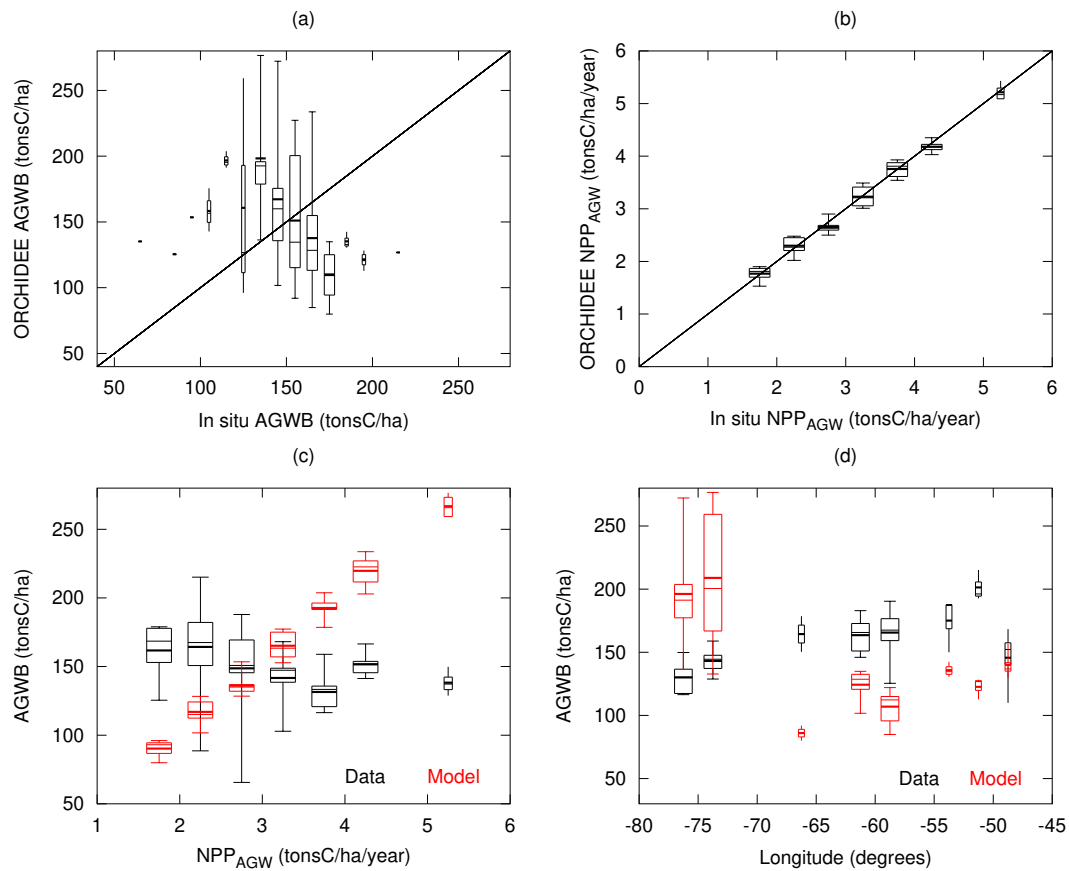 (a)
ORCHIDEE AGWB (tonsC/ha)
250
200
150
100
50
50 100 150 200 250
In situ AGWB (tonsC/ha)
(b)
ORCHIDEE NPP_AGW (tonsC/ha/year)
6
5
4
3
2
1
0
0 1 2 3 4 5 6
In situ NPP_AGW (tonsC/ha/year)
(c)
AGWB (tonsC/ha)
250
200
150
100
50
Data Model
1 2 3 4 5 6
NPP_AGW (tonsC/ha/year)
(d)
AGWB (tonsC/ha)
250
200
150
100
50
Data Model
-80 -75 -70 -65 -60 -55 -50 -45
Longitude (degrees)